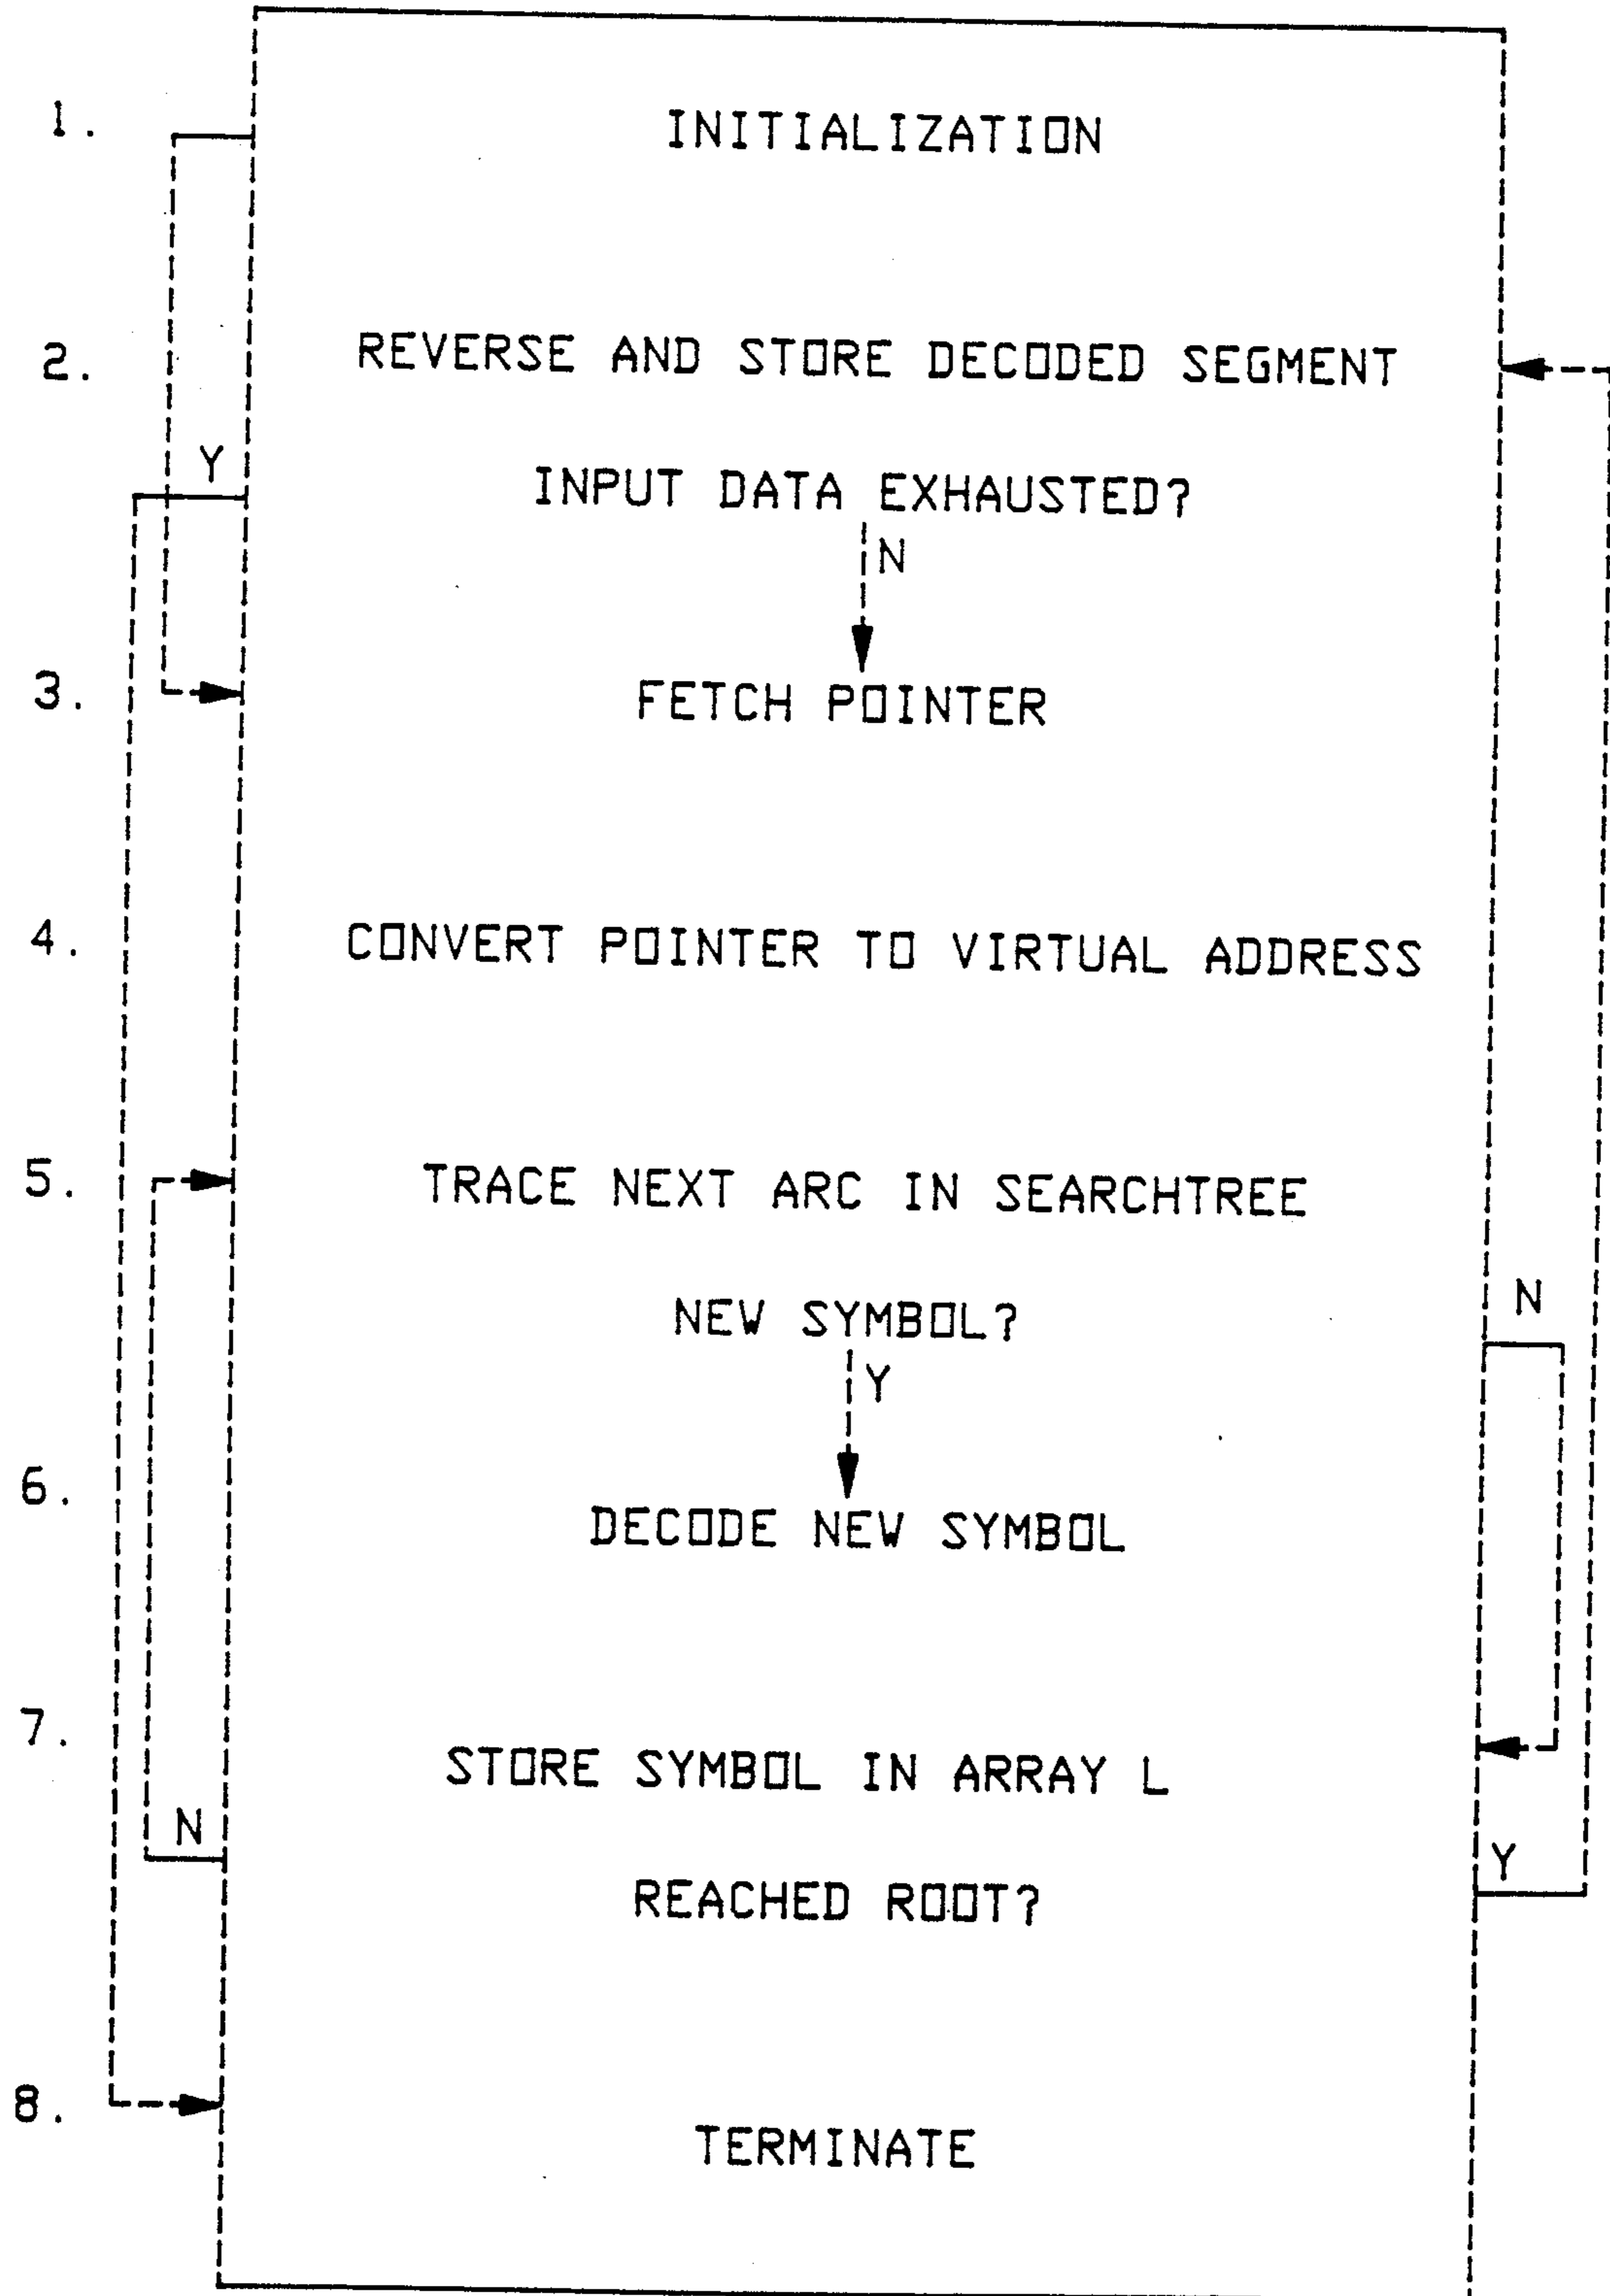 1. INITIALIZATION
2. REVERSE AND STORE DECODED SEGMENT
Y INPUT DATA EXHAUSTED?
N
3. FETCH POINTER
4. CONVERT POINTER TO VIRTUAL ADDRESS
5. TRACE NEXT ARC IN SEARCHTREE
NEW SYMBOL? N
Y
6. DECODE NEW SYMBOL
7. STORE SYMBOL IN ARRAY L
N REACHED ROOT? Y
8. TERMINATE